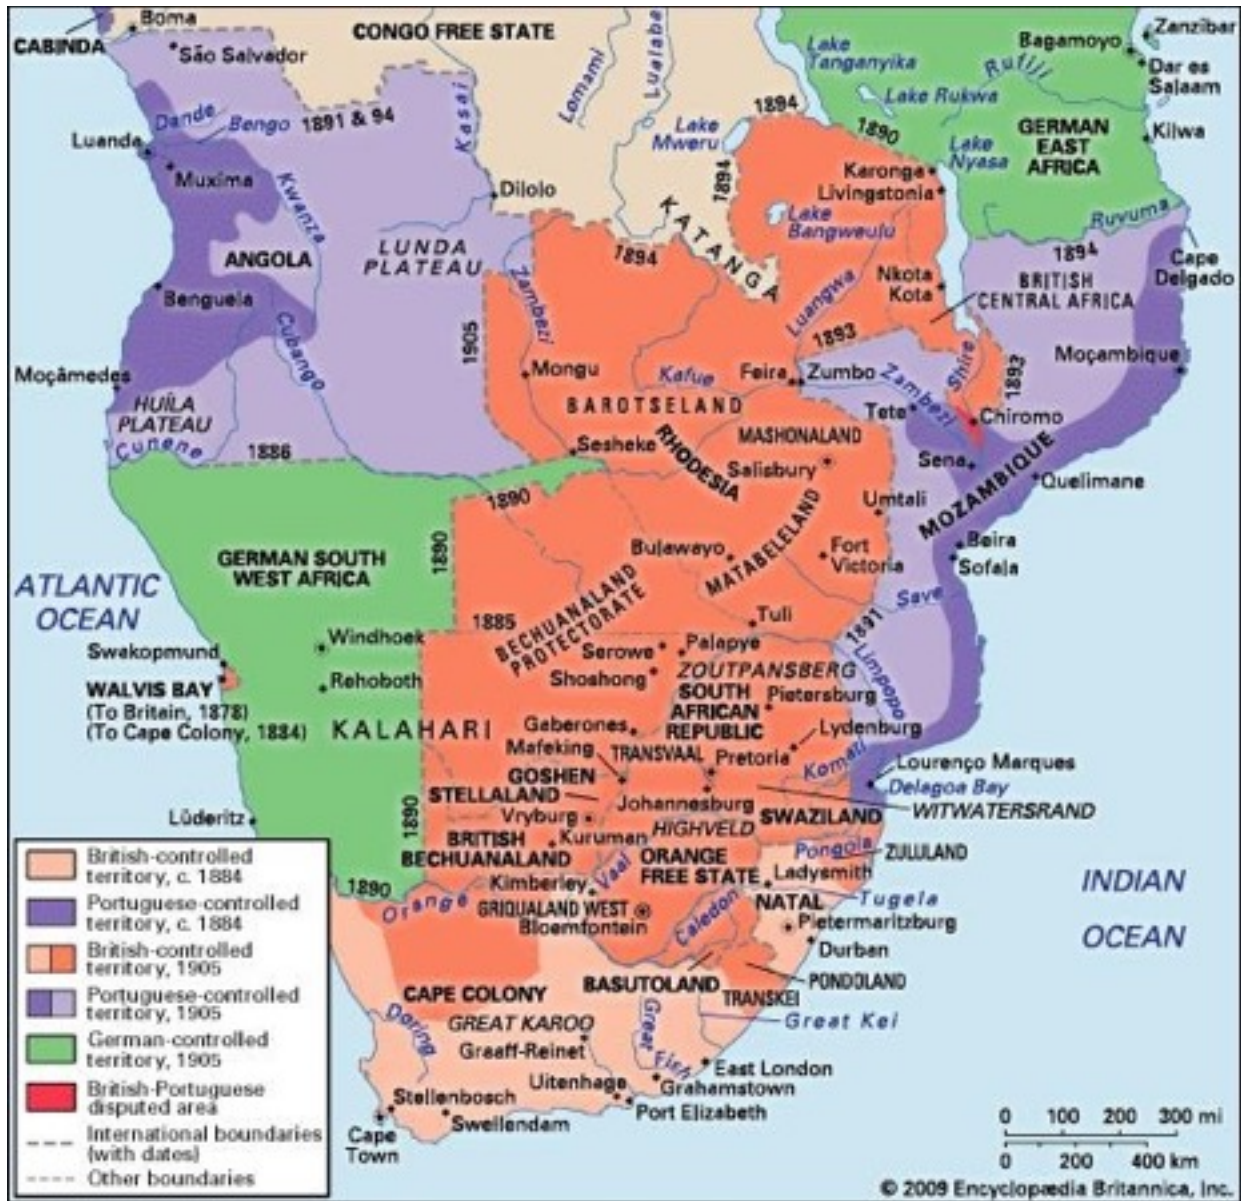 Boma
CABINDA
São Salvador
CONGO FREE STATE
Lomami
Lualaba
Kasai
Lake
Tanganyika
Bagamoyo
Zanzibar
Dar es
Salaam
Rufiji
Lake Rukwa
1894
1890
Lake
Mweru
Lake
Nyasa
GERMAN
EAST
AFRICA
Kilwa
Dande
Bengo
1891 & 94
Luanda
Muxima
Kwanza
Dilolo
1894
KATANGA
Karonga
Livingstonia
Lake
Bangweulu
Ruvuma
1894
Cape
Delgado
LUNDA
PLATEAU
ANGOLA
1894
Zambezi
Luangwa
Nkota
Kota
BRITISH
CENTRAL AFRICA
Benguela
Cubango
1905
1893
Shire
1893
Moçambique
Moçâmedes
Mongu
Kafue
Feira
Zumbo
Zambezi
HUÍLA
PLATEAU
BAROTSELAND
Tete
Chiromo
Cunene
1886
Sesheke
RHODESIA
MASHONALAND
Salisbury
Sena
MOZAMBIQUE
Quelimane
1890
1890
Umtali
GERMAN SOUTH
WEST AFRICA
Bulawayo
MATABELELAND
Fort
Victoria
Beira
Sofala
ATLANTIC
OCEAN
BECHUANALAND
PROTECTORATE
Save
1885
Tuli
1891
Windhoek
Swakopmund
Serowe
Palapye
Limpopo
WALVIS BAY
(To Britain, 1878)
(To Cape Colony, 1884)
Rehoboth
Shoshong
ZOUTPANSBERG
SOUTH
AFRICAN
REPUBLIC
Pietersburg
KALAHARI
Gaberones
Lydenburg
Mafeking
TRANSVAAL
Pretoria
Komati
Lourenço Marques
GOSHEN
Delagoa Bay
STELLALAND
Johannesburg
WITWATERSRAND
Lüderitz
1890
Vryburg
SWAZILAND
BRITISH
BECHUANALAND
Kuruman
HIGHVELD
Pongola
ZULULAND
ORANGE
FREE STATE
Ladysmith
1890
Orange
Kimberley
Vaal
Tugela
GRIQUALAND WEST
Bloemfontein
Caledon
NATAL
Pietermaritzburg
Durban
INDIAN
OCEAN
BASUTOLAND
PONDOLAND
CAPE COLONY
TRANSKEI
Doring
GREAT KAROO
Great Kei
Graaff-Reinet
Great Fish
East London
Uitenhage
Grahamstown
Stellenbosch
Port Elizabeth
Swellendam
Cape
Town
British-controlled
territory, c. 1884
Portuguese-controlled
territory, c. 1884
British-controlled
territory, 1905
Portuguese-controlled
territory, 1905
German-controlled
territory, 1905
British-Portuguese
disputed area
International boundaries
(with dates)
Other boundaries
0 100 200 300 mi
0 200 400 km
© 2009 Encyclopædia Britannica, Inc.